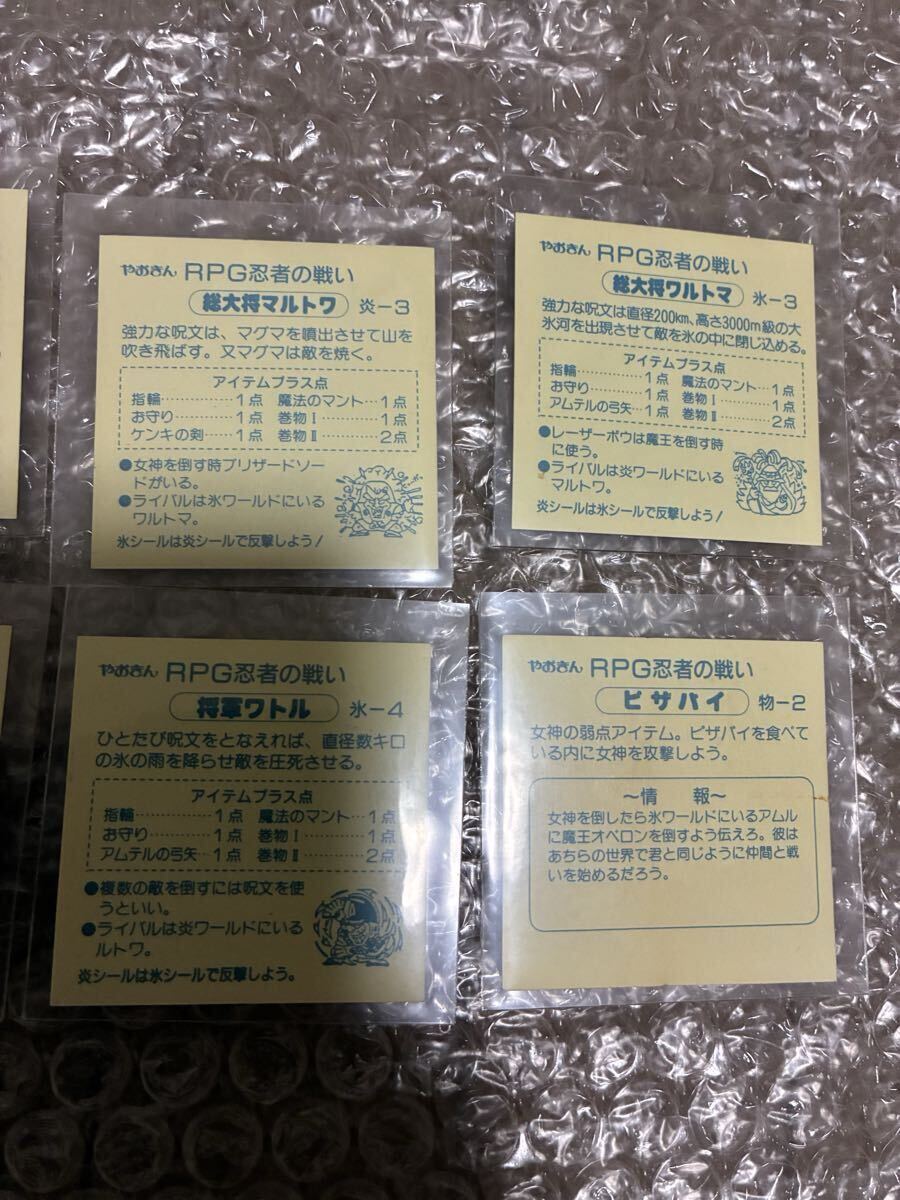 やおきん RPG忍者の戦い
総大将マルトワ 炎−3
強力な呪文は、マグマを噴出させて山を
吹き飛ばす。又マグマは敵を焼く。
アイテムプラス点
指輪…………1点 魔法のマント…1点
お守り………1点 巻物Ⅰ…………1点
ケンキの剣……1点 巻物Ⅱ…………2点
●女神を倒す時ブリザードソー
ドがいる。
●ライバルは氷ワールドにいる
ワルトマ。
氷シールは炎シールで反撃しよう!
やおきん RPG忍者の戦い
総大将ワルトマ 氷−3
強力な呪文は直径200km、高さ3000m級の大
氷河を出現させて敵を氷の中に閉じ込める。
アイテムプラス点
指輪…………1点 魔法のマント…1点
お守り………1点 巻物Ⅰ…………1点
アムテルの弓矢…1点 巻物Ⅱ…………2点
●レーザーボウは魔王を倒す時
に使う。
●ライバルは炎ワールドにいる
マルトワ。
炎シールは氷シールで反撃しよう!
やおきん RPG忍者の戦い
将軍ワトル 氷−4
ひとたび呪文をとなえれば、直径数キロ
の氷の雨を降らせ敵を圧死させる。
アイテムプラス点
指輪…………1点 魔法のマント…1点
お守り………1点 巻物Ⅰ…………1点
アムテルの弓矢…1点 巻物Ⅱ…………2点
●複数の敵を倒すには呪文を使
うといい。
●ライバルは炎ワールドにいる
ルトワ。
炎シールは氷シールで反撃しよう。
やおきん RPG忍者の戦い
ピザパイ 物−2
女神の弱点アイテム。ピザパイを食べて
いる内に女神を攻撃しよう。
〜情 報〜
女神を倒したら氷ワールドにいるアムル
に魔王オベロンを倒すよう伝えろ。彼は
あちらの世界で君と同じように仲間と戦
いを始めるだろう。